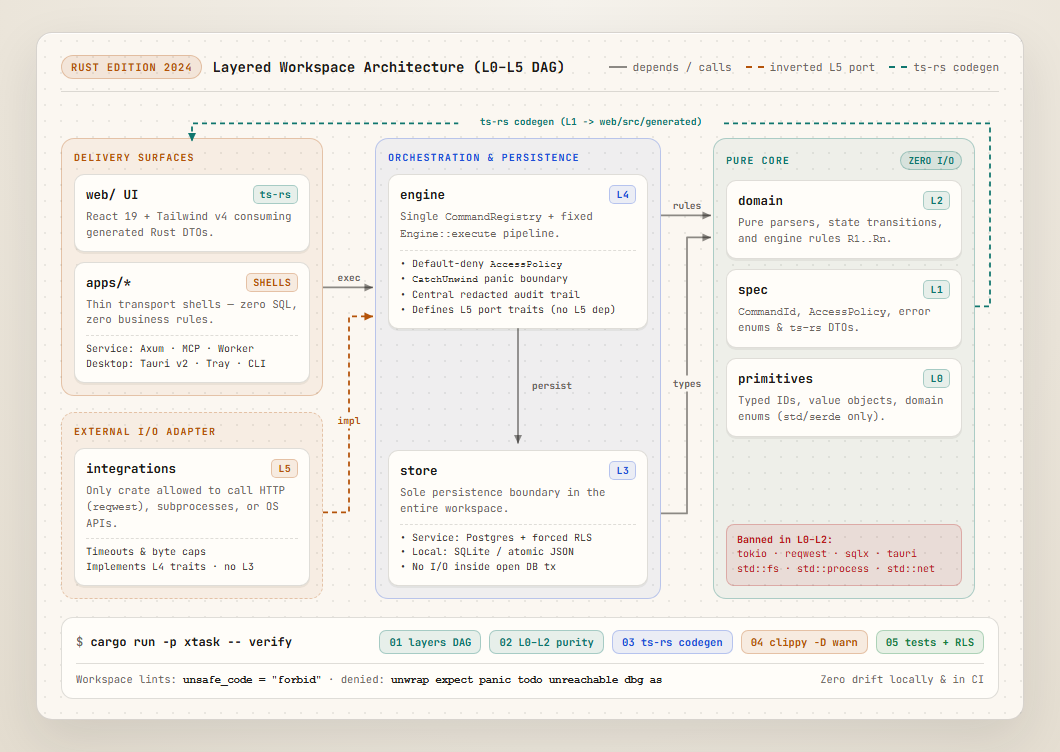 RUST EDITION 2024
Layered Workspace Architecture (L0–L5 DAG)
depends / calls
inverted L5 port
ts-rs codegen
ts-rs codegen (L1 -> web/src/generated)
DELIVERY SURFACES
web/ UI
ts-rs
React 19 + Tailwind v4 consuming
generated Rust DTOs.
apps/*
SHELLS
Thin transport shells — zero SQL,
zero business rules.
Service: Axum · MCP · Worker
Desktop: Tauri v2 · Tray · CLI
EXTERNAL I/O ADAPTER
integrations
L5
Only crate allowed to call HTTP
(reqwest), subprocesses, or OS
APIs.
Timeouts & byte caps
Implements L4 traits · no L3
exec
impl
ORCHESTRATION & PERSISTENCE
engine
L4
Single CommandRegistry + fixed
Engine::execute pipeline.
• Default-deny AccessPolicy
• CatchUnwind panic boundary
• Central redacted audit trail
• Defines L5 port traits (no L5 dep)
persist
store
L3
Sole persistence boundary in the
entire workspace.
• Service: Postgres + forced RLS
• Local: SQLite / atomic JSON
• No I/O inside open DB tx
rules
types
PURE CORE
ZERO I/O
domain
L2
Pure parsers, state transitions,
and engine rules R1..Rn.
spec
L1
CommandId, AccessPolicy, error
enums & ts-rs DTOs.
primitives
L0
Typed IDs, value objects, domain
enums (std/serde only).
Banned in L0–L2:
tokio · reqwest · sqlx · tauri
std::fs · std::process · std::net
$ cargo run -p xtask -- verify
01 layers DAG
02 L0–L2 purity
03 ts-rs codegen
04 clippy -D warn
05 tests + RLS
Workspace lints: unsafe_code = "forbid" · denied: unwrap expect panic todo unreachable dbg as
Zero drift locally & in CI